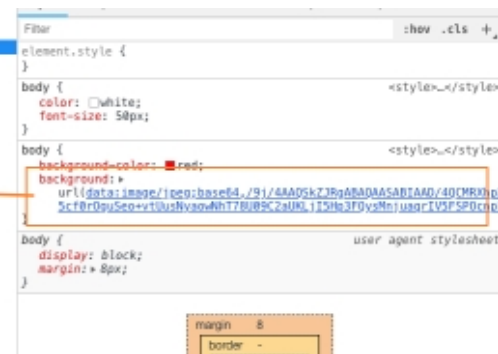 Filter :hov .cls +
element.style {
}
body { <style>…</style>
color: white;
font-size: 50px;
}
body { <style>…</style>
background-color: red;
background:
url(data:image/jpeg;base64,/9j/4AAQSkZJRgABAQAASABIAAD/4QCMRXhp
}
body { user agent stylesheet
display: block;
margin: 8px;
}
margin 8
border -